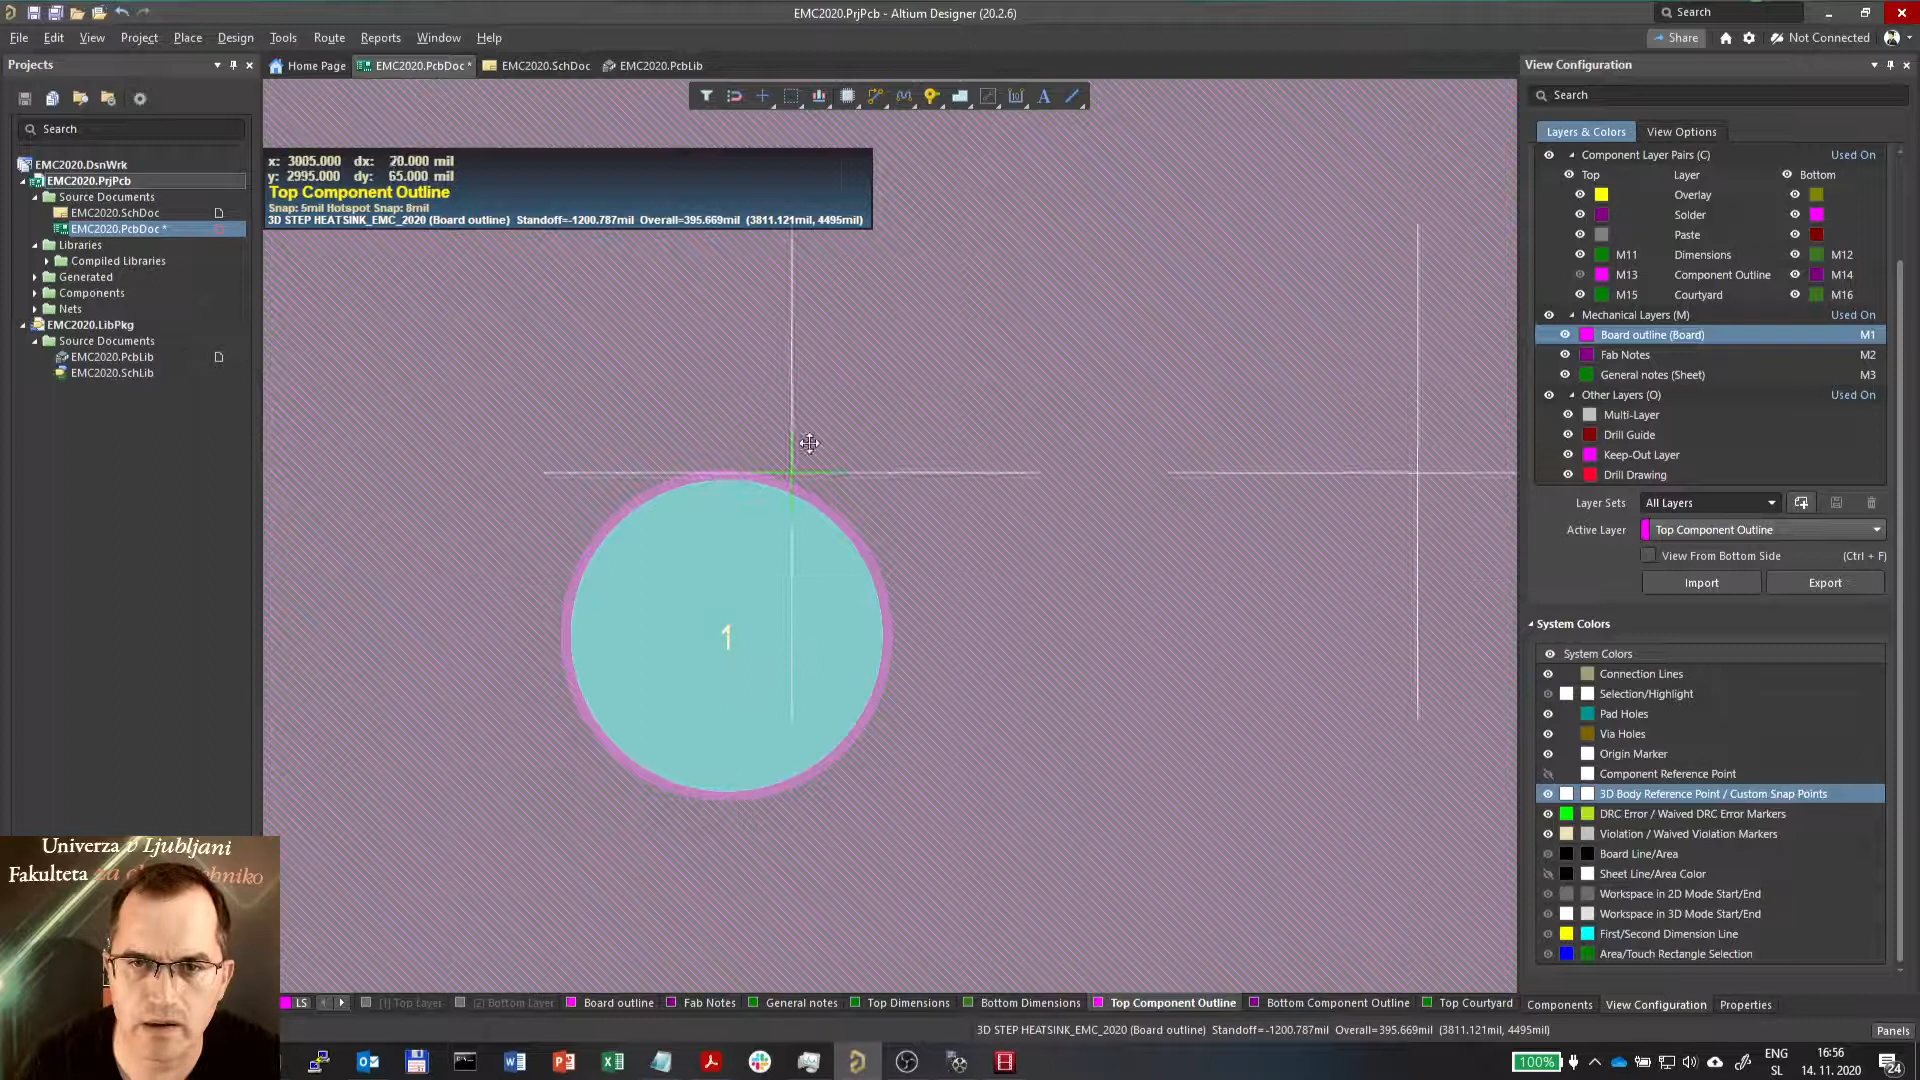 EMC2020.PrjPcb - Altium Designer (20.2.6)
Search
File Edit View Project Place Design Tools Route Reports Window Help
Share
Not Connected
Projects
Home Page
EMC2020.PcbDoc *
EMC2020.SchDoc
EMC2020.PcbLib
Search
EMC2020.DsnWrk
EMC2020.PrjPcb
Source Documents
EMC2020.SchDoc
EMC2020.PcbDoc *
Libraries
Compiled Libraries
Generated
Components
Nets
EMC2020.LibPkg
Source Documents
EMC2020.PcbLib
EMC2020.SchLib
x: 3005.000 dx: 20.000 mil
y: 2995.000 dy: 65.000 mil
Top Component Outline
Snap: 5mil Hotspot Snap: 8mil
3D STEP HEATSINK_EMC_2020 (Board outline) Standoff=-1200.787mil Overall=395.669mil (3811.121mil, 4495mil)
1
View Configuration
Search
Layers & Colors View Options
Component Layer Pairs (C) Used On
Top Layer Bottom
Overlay
Solder
Paste
M11 Dimensions M12
M13 Component Outline M14
M15 Courtyard M16
Mechanical Layers (M) Used On
Board outline (Board) M1
Fab Notes M2
General notes (Sheet) M3
Other Layers (O) Used On
Multi-Layer
Drill Guide
Keep-Out Layer
Drill Drawing
Layer Sets All Layers
Active Layer Top Component Outline
View From Bottom Side (Ctrl + F)
Import Export
System Colors
System Colors
Connection Lines
Selection/Highlight
Pad Holes
Via Holes
Origin Marker
Component Reference Point
3D Body Reference Point / Custom Snap Points
DRC Error / Waived DRC Error Markers
Violation / Waived Violation Markers
Board Line/Area
Sheet Line/Area Color
Workspace in 2D Mode Start/End
Workspace in 3D Mode Start/End
First/Second Dimension Line
Area/Touch Rectangle Selection
Univerza v Ljubljani
Fakulteta za
LS [1] Top Layer [2] Bottom Layer Board outline Fab Notes General notes Top Dimensions Bottom Dimensions Top Component Outline Bottom Component Outline Top Courtyard
Components View Configuration Properties
3D STEP HEATSINK_EMC_2020 (Board outline) Standoff=-1200.787mil Overall=395.669mil (3811.121mil, 4495mil)
Panels
100%
ENG
SL
16:56
14. 11. 2020
24